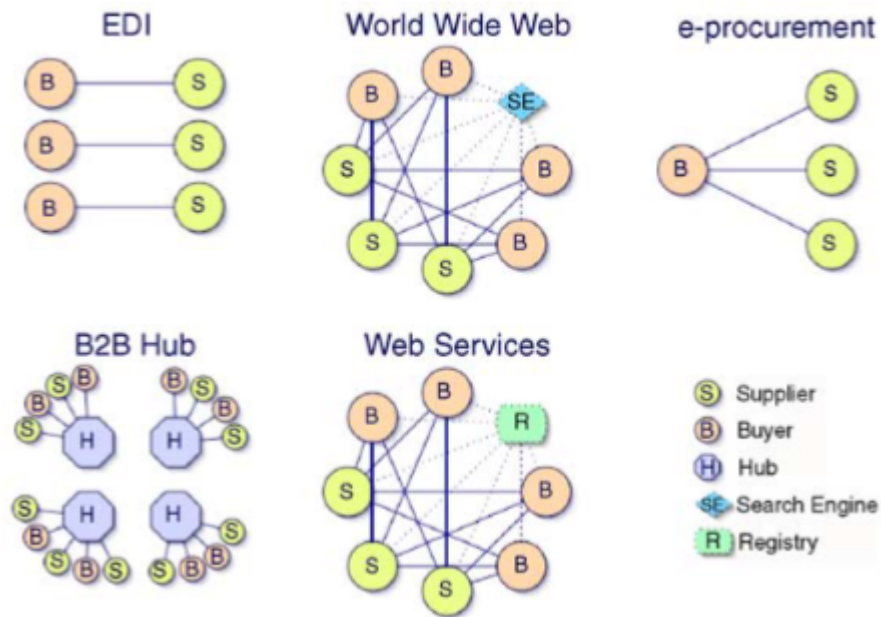 EDI
B S
B S
B S
World Wide Web
B
B
SE
S
B
S
B
S
e-procurement
S
B
S
S
B2B Hub
S B
B
S
H
B
S
B
H
S
S
H
B
S B S
H
S
B
S B
Web Services
B
B
R
S
B
S
B
S
S Supplier
B Buyer
H Hub
SE Search Engine
R Registry